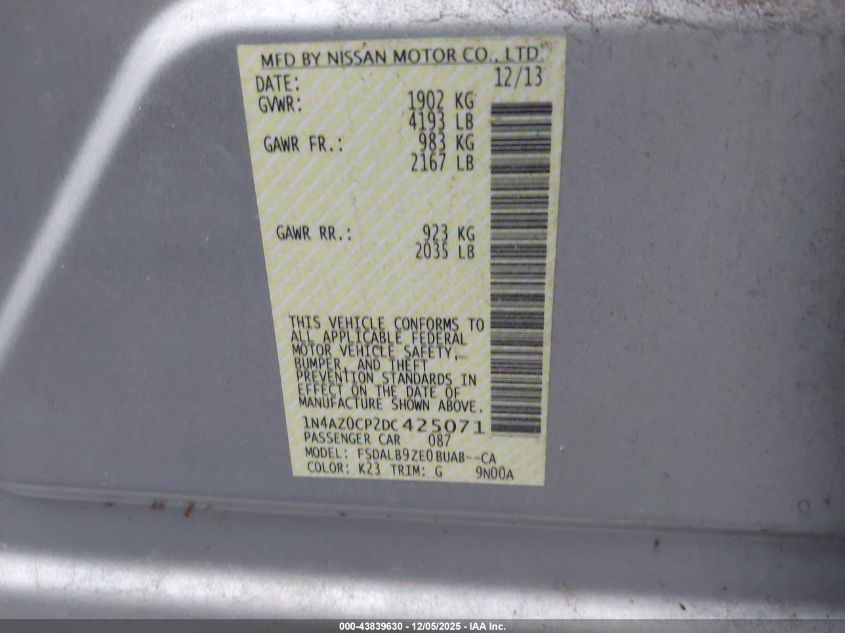 MFD BY NISSAN MOTOR CO., LTD.
DATE: 12/13
GVWR: 1902 KG
4193 LB
GAWR FR.: 983 KG
2167 LB
GAWR RR.: 923 KG
2035 LB
THIS VEHICLE CONFORMS TO
ALL APPLICABLE FEDERAL
MOTOR VEHICLE SAFETY,
BUMPER, AND THEFT
PREVENTION STANDARDS IN
EFFECT ON THE DATE OF
MANUFACTURE SHOWN ABOVE.
1N4AZ0CP2DC425071
PASSENGER CAR 087
MODEL: FSDALB9ZE0BUAB--CA
COLOR: K23 TRIM: G 9N00A
000-43839630 - 12/05/2025 - IAA Inc.